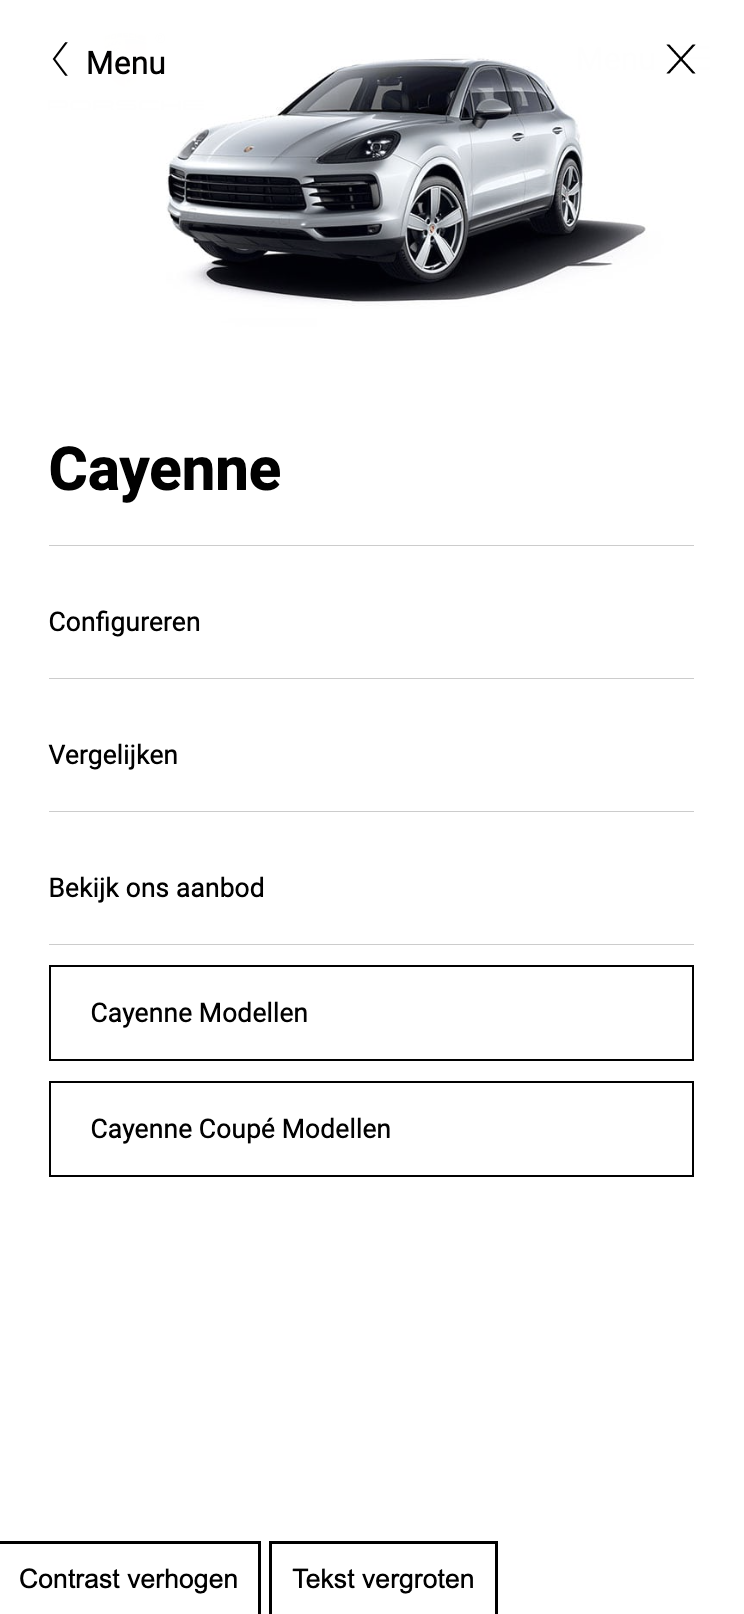 Menu
Cayenne
Configureren
Vergelijken
Bekijk ons aanbod
Cayenne Modellen
Cayenne Coupé Modellen
Contrast verhogen
Tekst vergroten